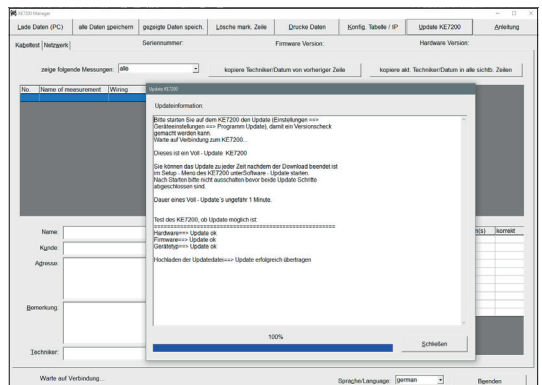 KE7200 Manager
Lade Daten (PC)
alle Daten speichern
gezeigte Daten speich.
Lösche mark. Zeile
Drucke Daten
Konfig. Tabelle / IP
Update KE7200
Anleitung
Kabeltest
Netzwerk
Seriennummer:
Firmware Version:
Hardware Version:
zeige folgende Messungen:
alle
kopiere Techniker/Datum von vorheriger Zeile
kopiere akt. Techniker/Datum in alle sichtb. Zeilen
No.
Name of measurement
Wiring
Update KE7200
Updateinformation
Bitte starten Sie auf dem KE7200 den Update (Einstellungen ==>
Geräteeinstellungen ==> Programm Update), damit ein Versionscheck
gemacht werden kann.
Warte auf Verbindung zum KE7200...
Dieses ist ein Voll - Update KE7200
Sie können das Update zu jeder Zeit nachdem der Download beendet ist
im Setup - Menü des KE7200 unterSoftware - Update starten.
Nach Starten bitte nicht ausschalten bevor beide Update Schritte
abgeschlossen sind.
Dauer eines Voll - Update´s ungefähr 1 Minute.
Test des KE7200, ob Update möglich ist:
=====================================================
Hardware==> Update ok
Firmware==> Update ok
Gerätetyp==> Update ok
Hochladen der Updatedatei==> Update erfolgreich übertragen
100%
Schließen
Name:
Kunde:
Adresse:
Bemerkung:
Techniker:
n(s)
korrekt
Warte auf Verbindung...
Sprache/Language:
german
Beenden